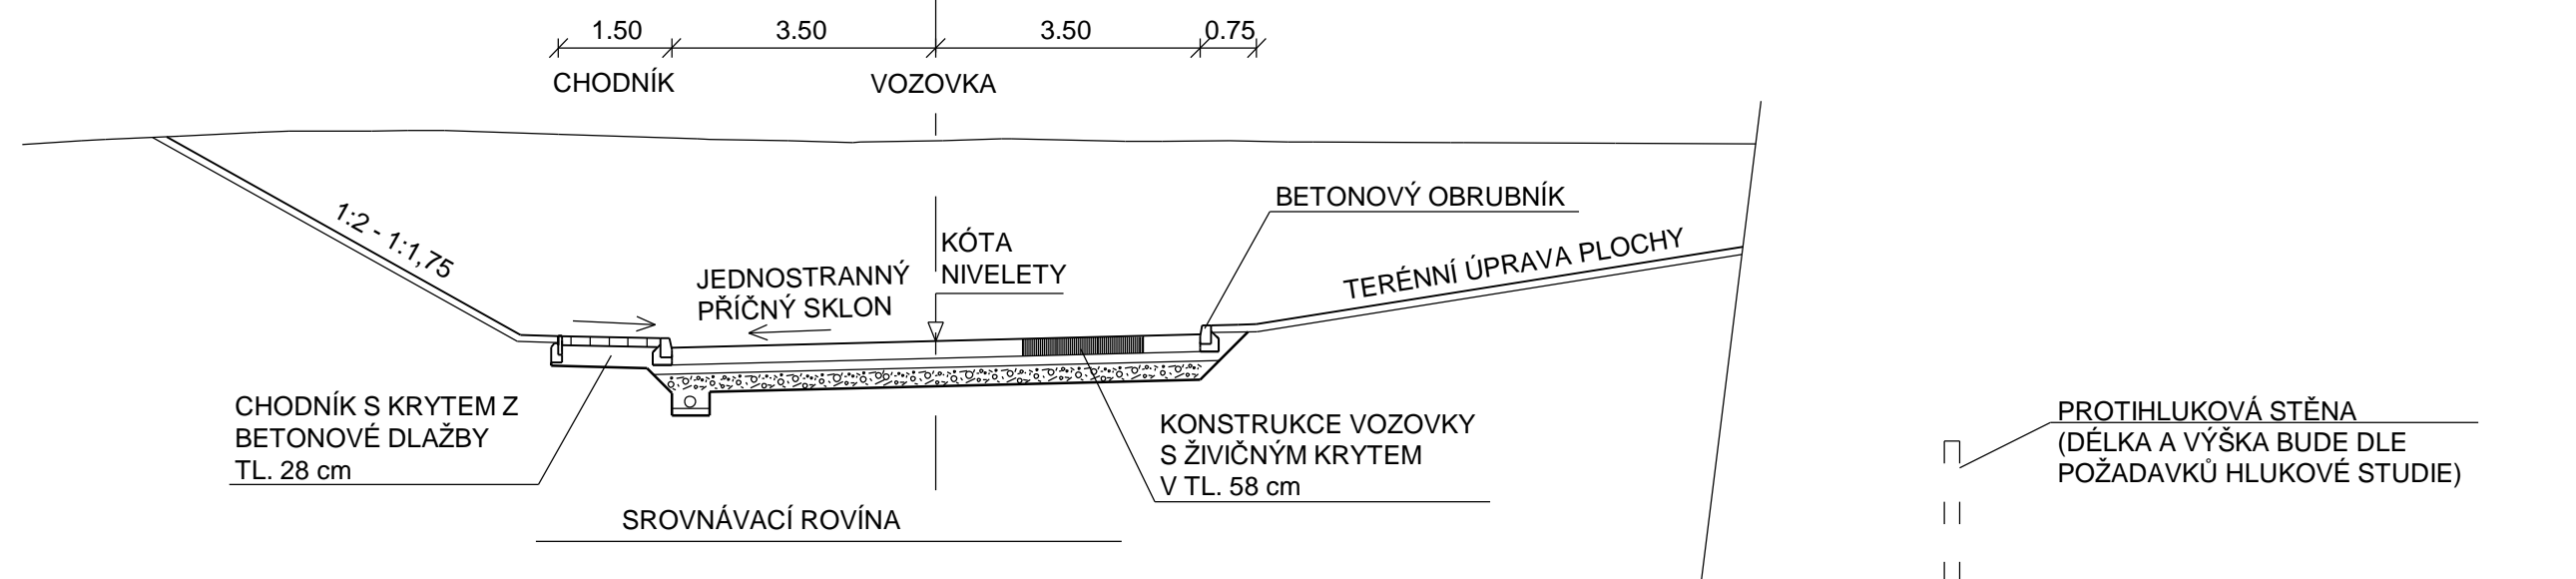 1.50 3.50 3.50 0.75
CHODNÍK VOZOVKA
BETONOVÝ OBRUBNÍK
1:2 - 1:1,75
KÓTA
NIVELETY
JEDNOSTRANNÝ
PŘÍČNÝ SKLON
TERÉNNÍ ÚPRAVA PLOCHY
CHODNÍK S KRYTEM Z
BETONOVÉ DLAŽBY
TL. 28 cm
KONSTRUKCE VOZOVKY
S ŽIVIČNÝM KRYTEM
V TL. 58 cm
PROTIHLUKOVÁ STĚNA
(DÉLKA A VÝŠKA BUDE DLE
POŽADAVKŮ HLUKOVÉ STUDIE)
SROVNÁVACÍ ROVÍNA